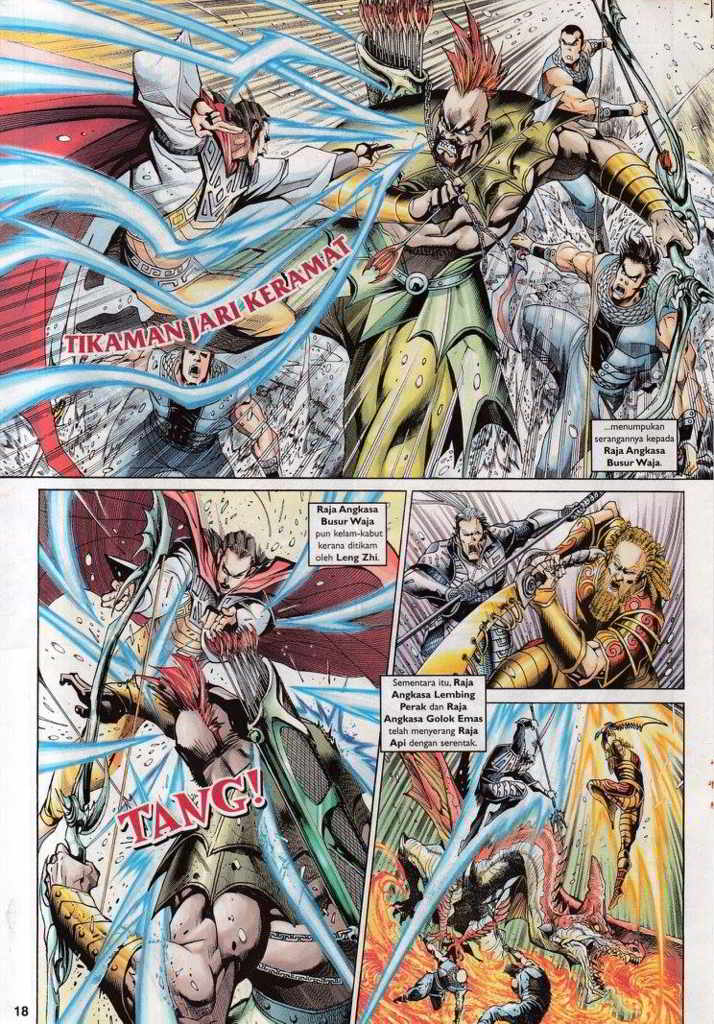 TIKAMAN JARI KERAMAT
...menumpukan
serangannya kepada
Raja Angkasa
Busur Waja.
Raja Angkasa
Busur Waja
pun kelam-kabut
kerana ditikam
oleh Leng Zhi.
Sementara itu, Raja
Angkasa Lembing
Perak dan Raja
Angkasa Golok Emas
telah menyerang Raja
Api dengan serentak.
TANG!
18